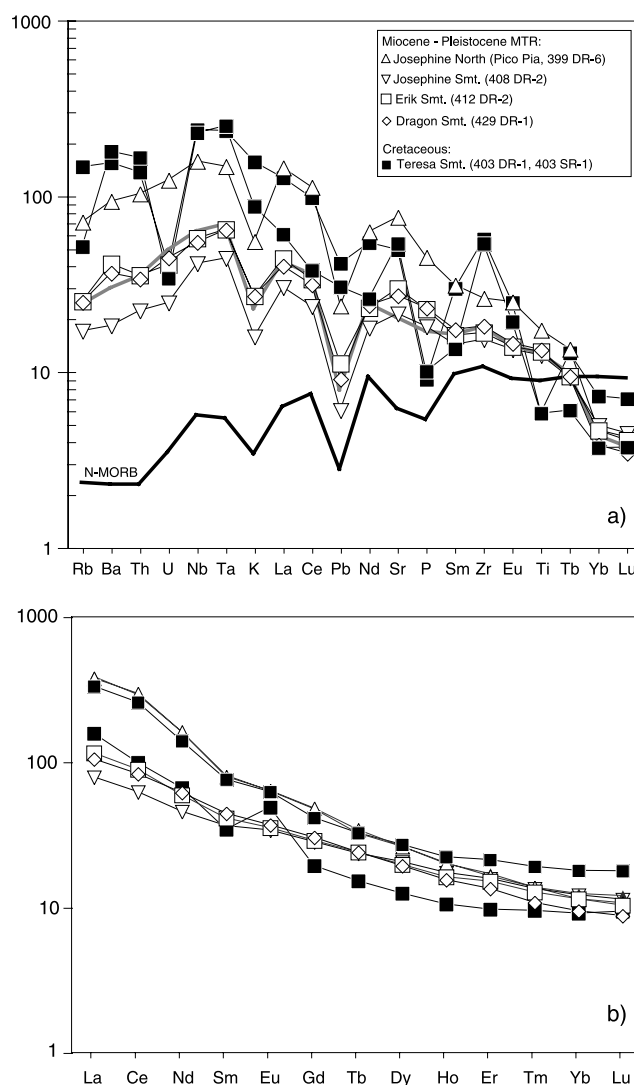 1000
100
10
1
Miocene - Pleistocene MTR:
Josephine North (Pico Pia, 399 DR-6)
Josephine Smt. (408 DR-2)
Erik Smt. (412 DR-2)
Dragon Smt. (429 DR-1)
Cretaceous:
Teresa Smt. (403 DR-1, 403 SR-1)
N-MORB
a)
Rb Ba Th U Nb Ta K La Ce Pb Nd Sr P Sm Zr Eu Ti Tb Yb Lu
1000
100
10
1
b)
La Ce Nd Sm Eu Gd Tb Dy Ho Er Tm Yb Lu